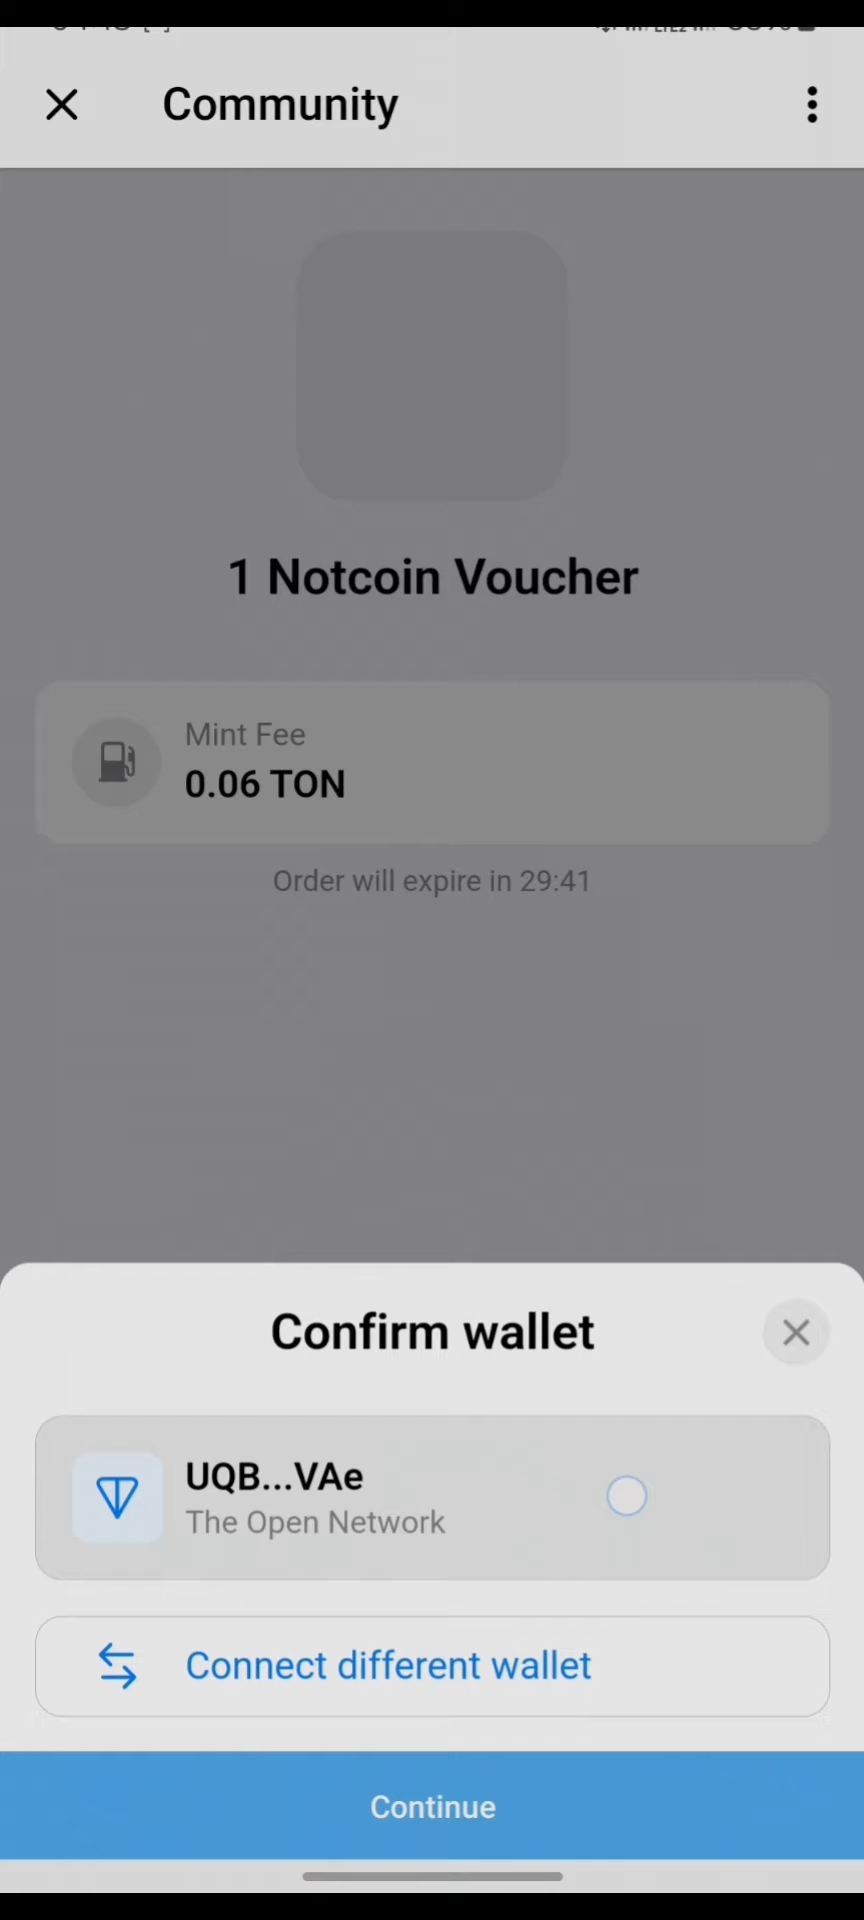 Community
1 Notcoin Voucher
Mint Fee
0.06 TON
Order will expire in 29:41
Confirm wallet
UQB...VAe
The Open Network
Connect different wallet
Continue